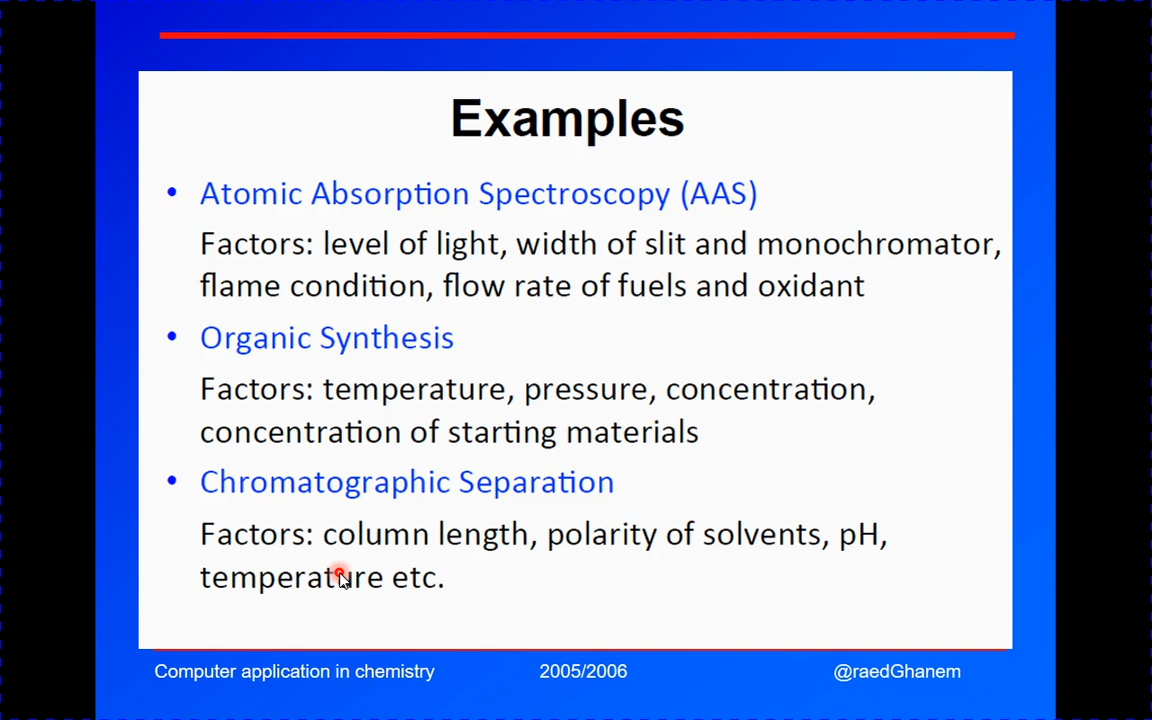 Examples
• Atomic Absorption Spectroscopy (AAS)
Factors: level of light, width of slit and monochromator,
flame condition, flow rate of fuels and oxidant
• Organic Synthesis
Factors: temperature, pressure, concentration,
concentration of starting materials
• Chromatographic Separation
Factors: column length, polarity of solvents, pH,
temperature etc.
Computer application in chemistry 2005/2006 @raedGhanem